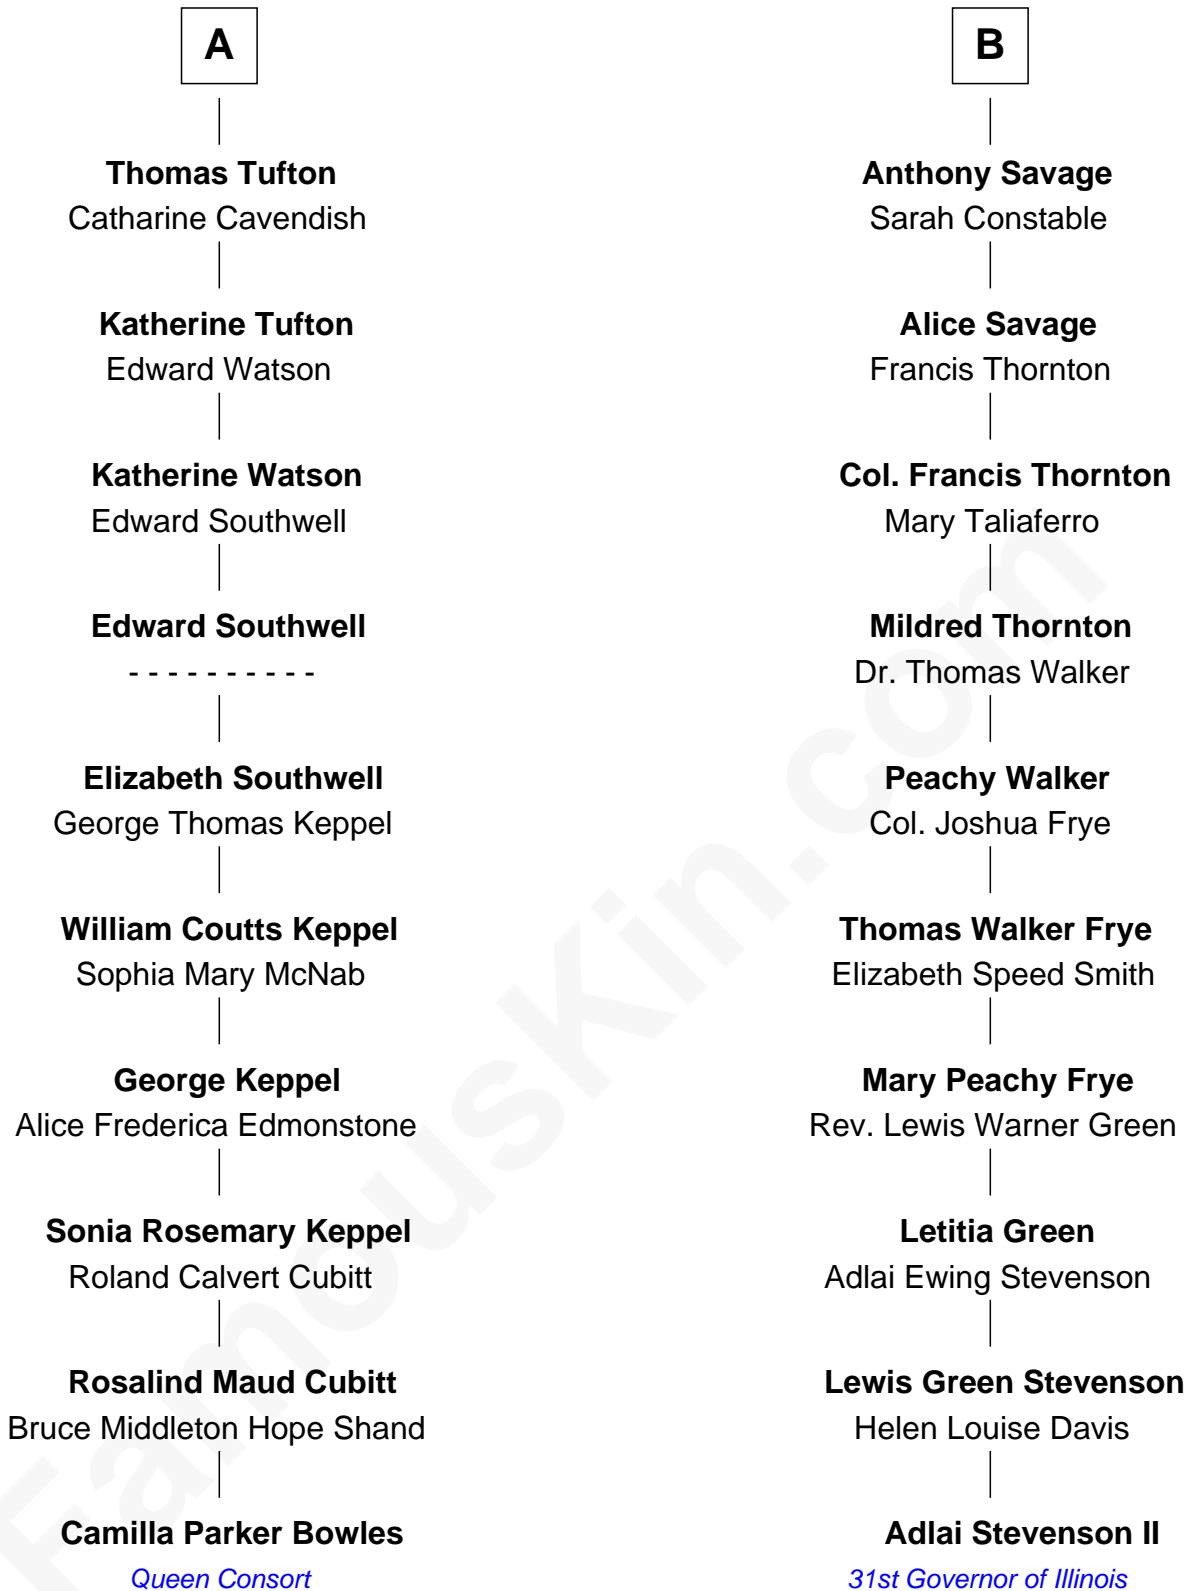 A
Thomas Tufton
Catharine Cavendish
Katherine Tufton
Edward Watson
Katherine Watson
Edward Southwell
Edward Southwell
- - - - - - - - - -
Elizabeth Southwell
George Thomas Keppel
William Coutts Keppel
Sophia Mary McNab
George Keppel
Alice Frederica Edmonstone
Sonia Rosemary Keppel
Roland Calvert Cubitt
Rosalind Maud Cubitt
Bruce Middleton Hope Shand
Camilla Parker Bowles
Queen Consort
B
Anthony Savage
Sarah Constable
Alice Savage
Francis Thornton
Col. Francis Thornton
Mary Taliaferro
Mildred Thornton
Dr. Thomas Walker
Peachy Walker
Col. Joshua Frye
Thomas Walker Frye
Elizabeth Speed Smith
Mary Peachy Frye
Rev. Lewis Warner Green
Letitia Green
Adlai Ewing Stevenson
Lewis Green Stevenson
Helen Louise Davis
Adlai Stevenson II
31st Governor of Illinois
FamousKin.com